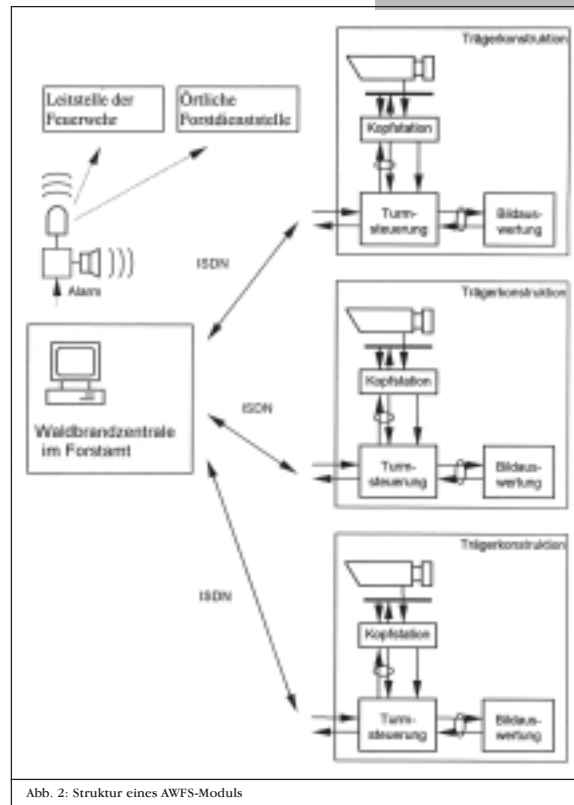 Leitstelle der
Feuerwehr
Örtliche
Forstdienststelle
Alarm
Waldbrandzentrale
im Forstamt
ISDN
ISDN
ISDN
Trägerkonstruktion
Kopfstation
Turm-
steuerung
Bildaus-
wertung
Trägerkonstruktion
Kopfstation
Turm-
steuerung
Bildaus-
wertung
Trägerkonstruktion
Kopfstation
Turm-
steuerung
Bildaus-
wertung
Abb. 2: Struktur eines AWFS-Moduls